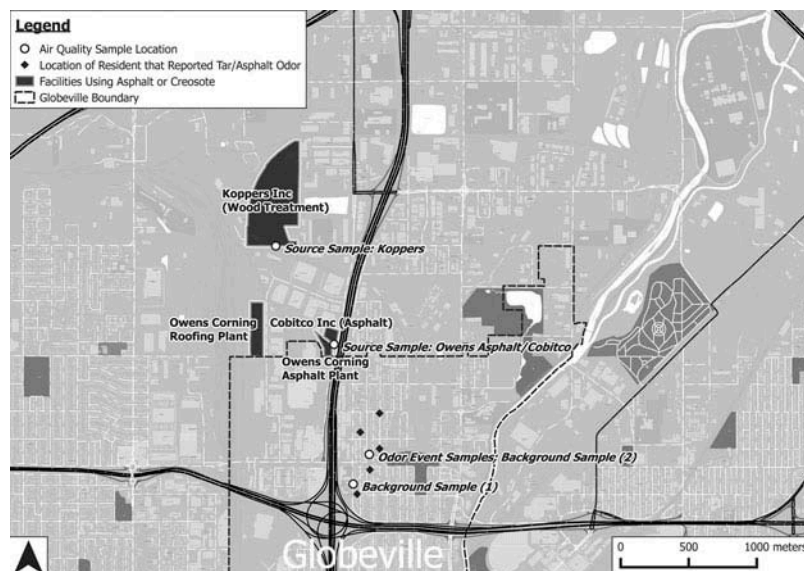 Legend
Air Quality Sample Location
Location of Resident that Reported Tar/Asphalt Odor
Facilities Using Asphalt or Creosote
Globeville Boundary
Koppers Inc
(Wood Treatment)
Source Sample: Koppers
Owens Corning
Roofing Plant
Cobitco Inc (Asphalt)
Source Sample: Owens Asphalt/Cobitco
Owens Corning
Asphalt Plant
Odor Event Samples; Background Sample (2)
Background Sample (1)
Globeville
0 500 1000 meters